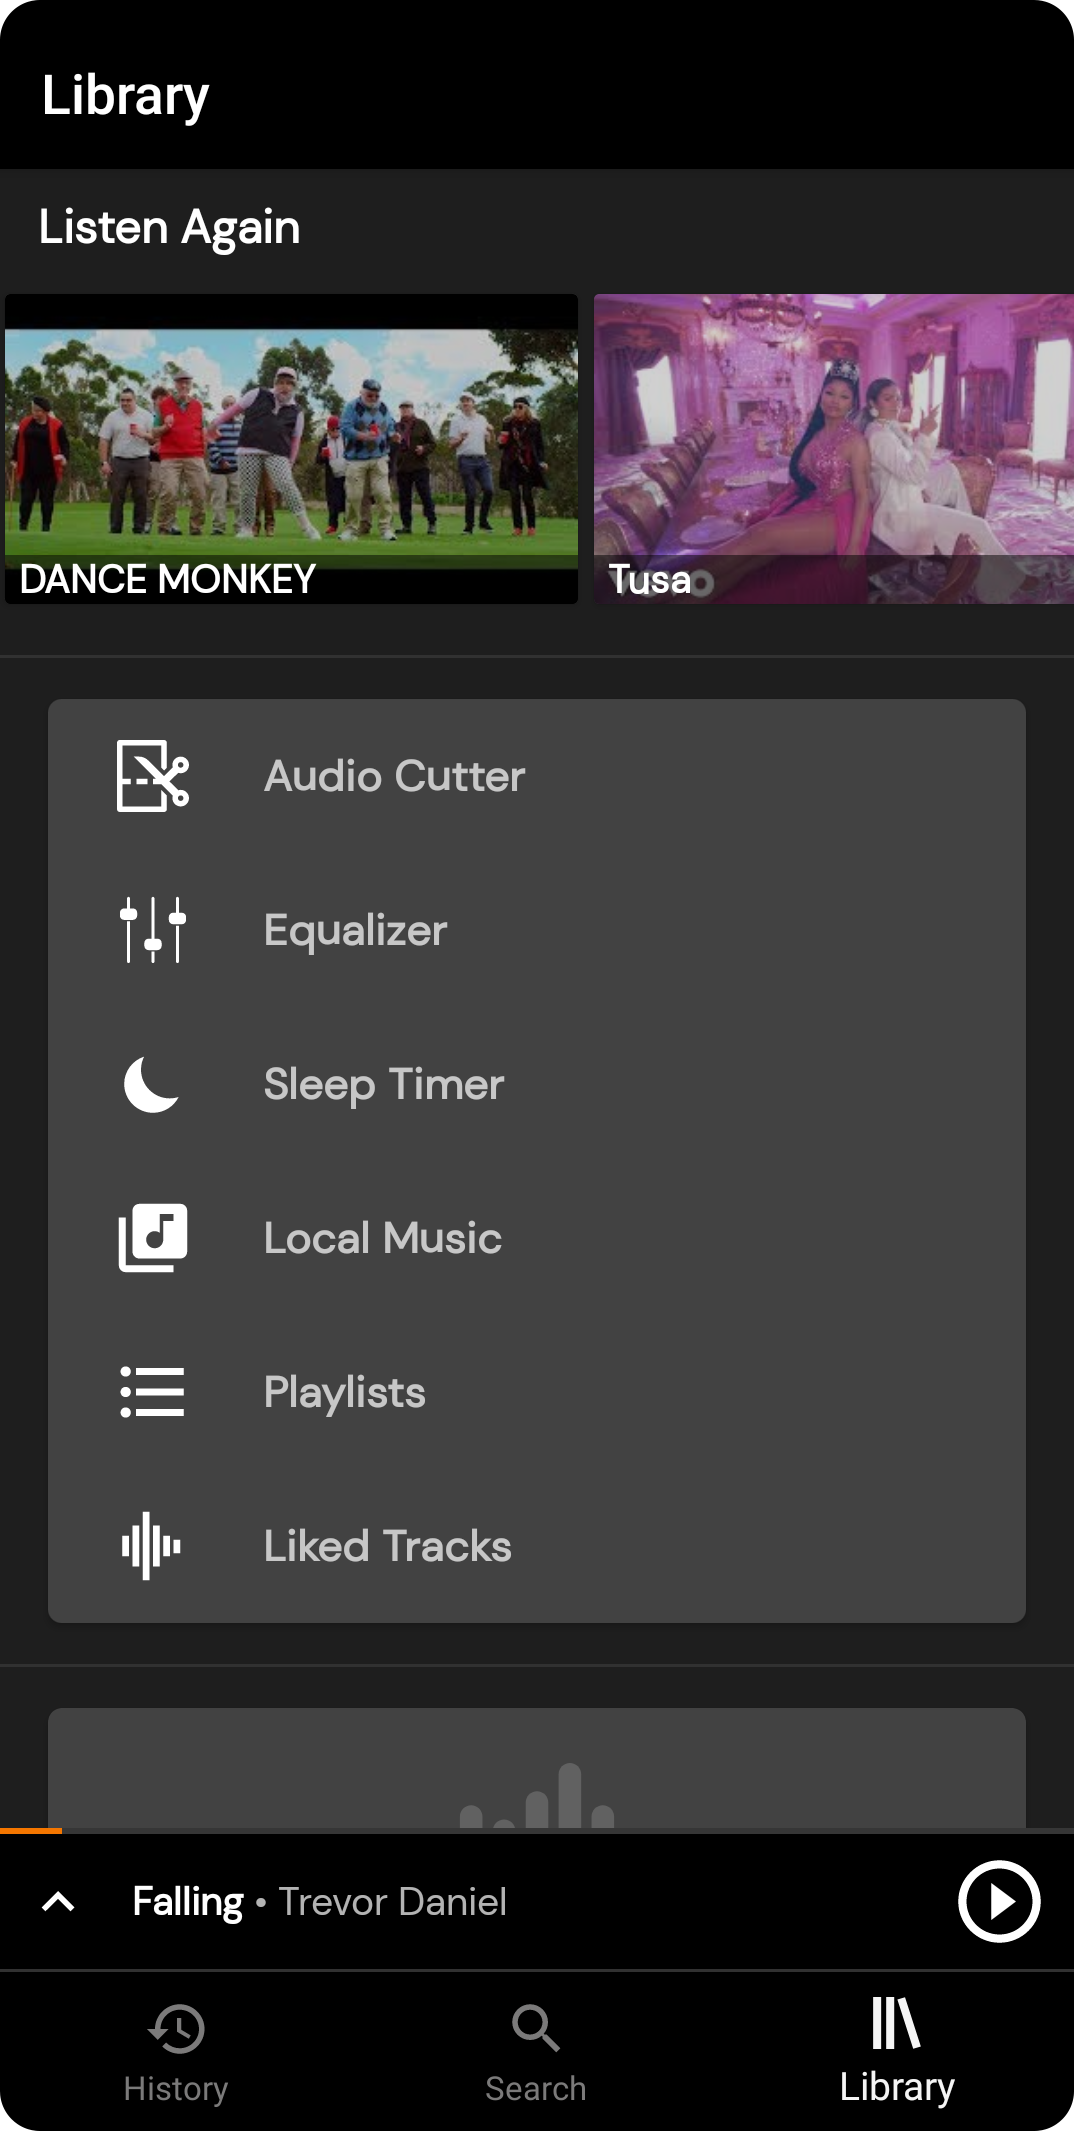 Library
Listen Again
DANCE MONKEY
Tusa
Audio Cutter
Equalizer
Sleep Timer
Local Music
Playlists
Liked Tracks
Falling • Trevor Daniel
History
Search
Library